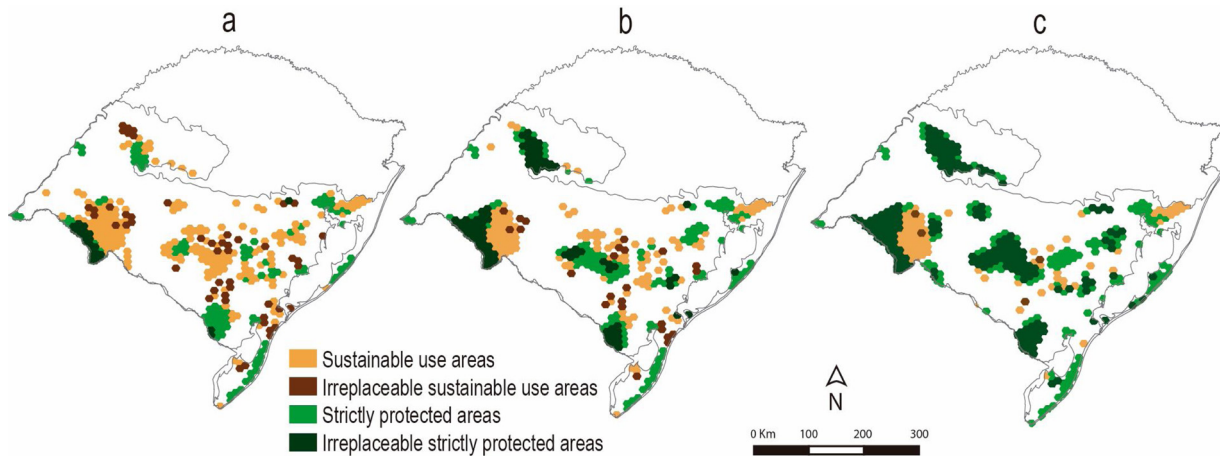 a
b
c
Sustainable use areas
Irreplaceable sustainable use areas
Strictly protected areas
Irreplaceable strictly protected areas
N
0 Km 100 200 300